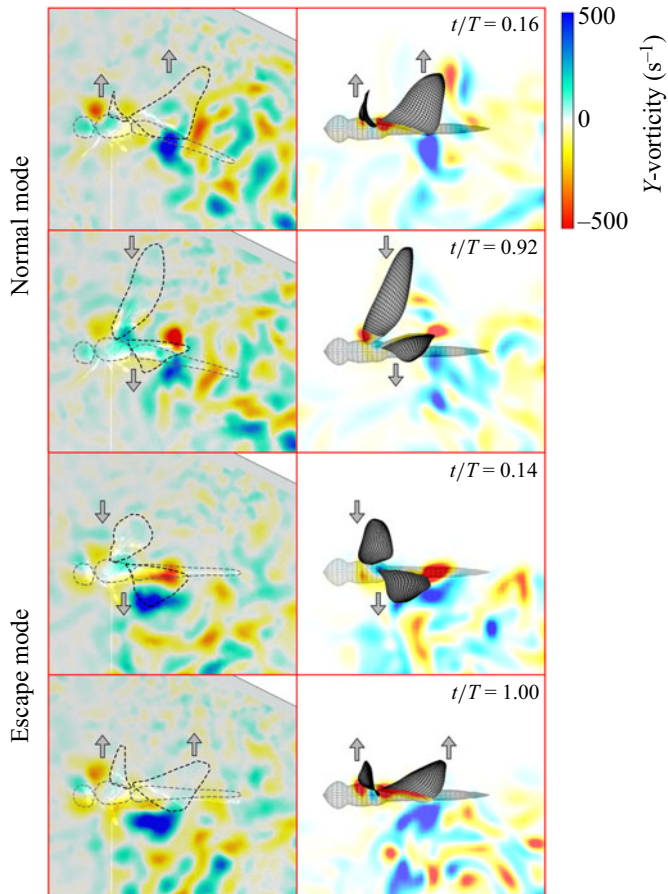 t/T = 0.16
500
0
–500
Y-vorticity (s⁻¹)
Normal mode
t/T = 0.92
t/T = 0.14
Escape mode
t/T = 1.00